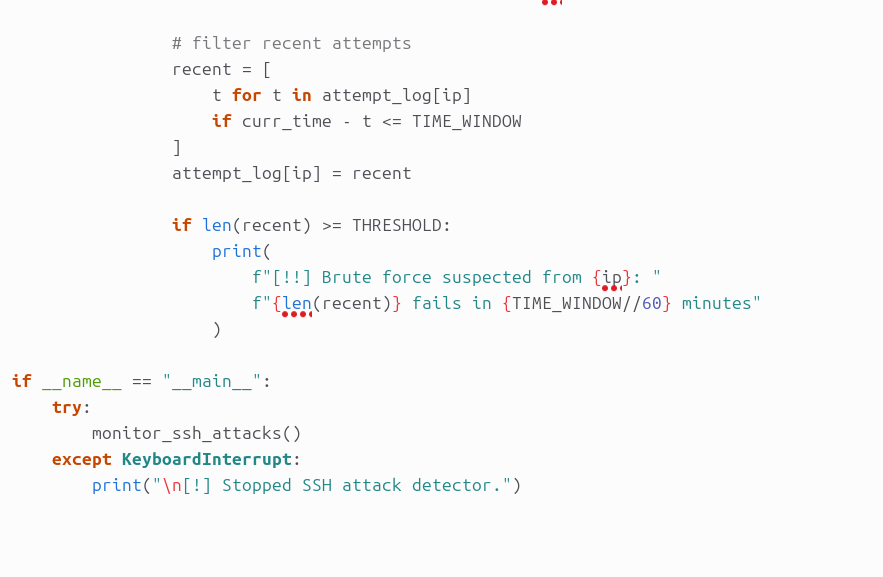 # filter recent attempts
recent = [
t for t in attempt_log[ip]
if curr_time - t <= TIME_WINDOW
]
attempt_log[ip] = recent
if len(recent) >= THRESHOLD:
print(
f"[!!] Brute force suspected from {ip}: "
f"{len(recent)} fails in {TIME_WINDOW//60} minutes"
)
if __name__ == "__main__":
try:
monitor_ssh_attacks()
except KeyboardInterrupt:
print("\n[!] Stopped SSH attack detector.")